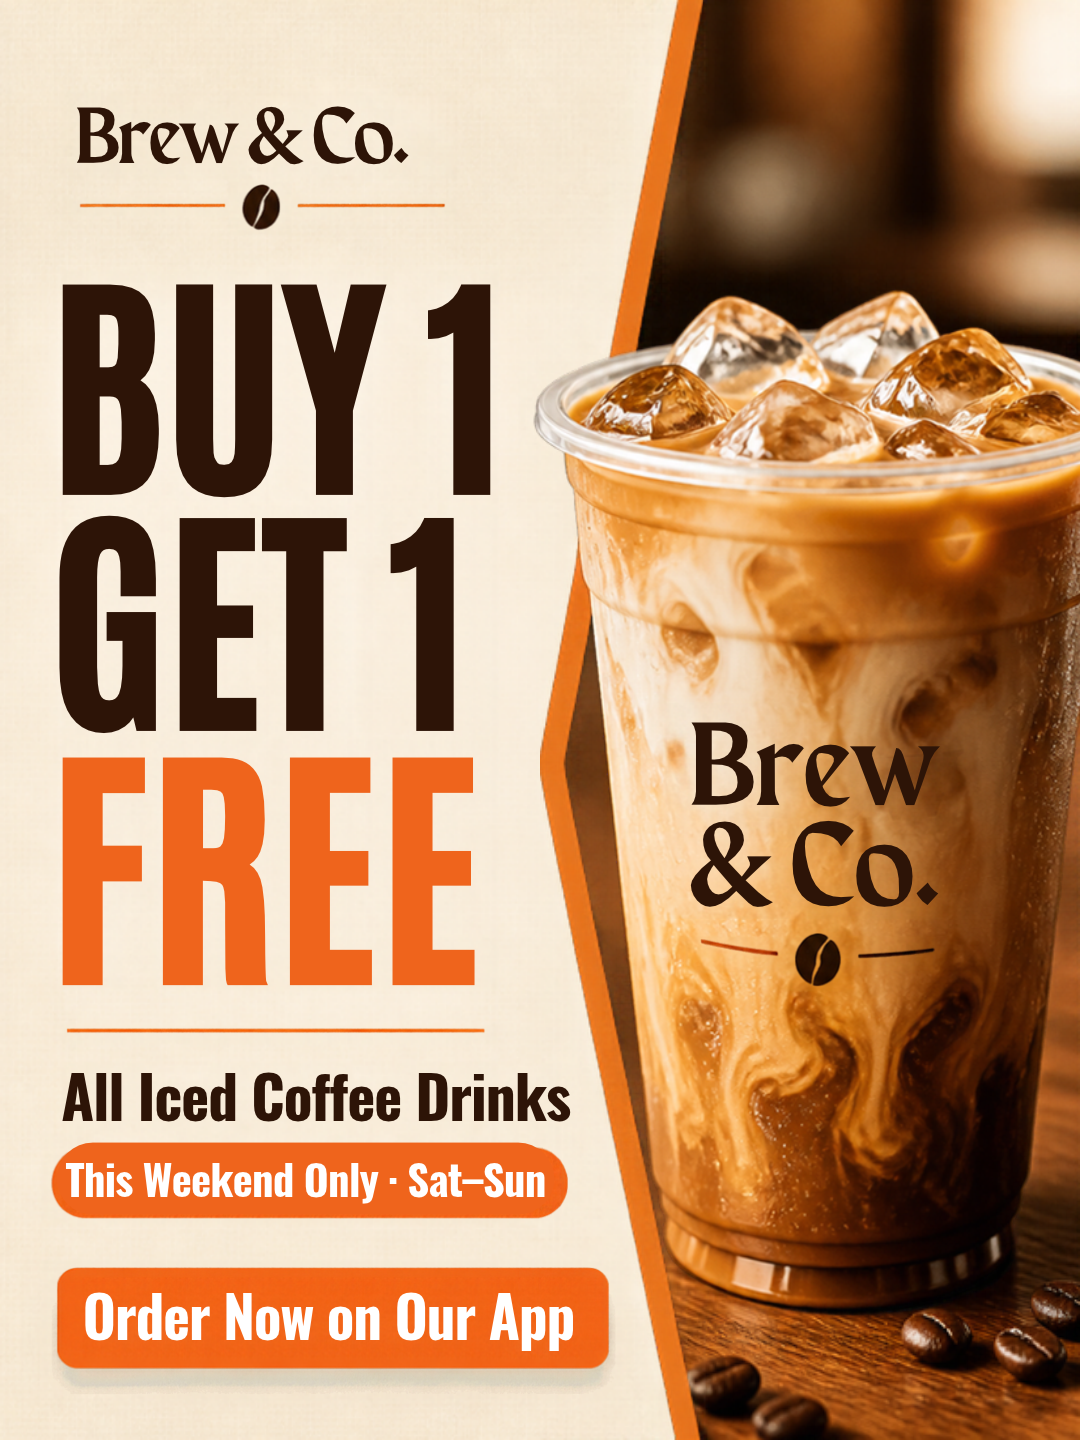 Brew & Co.
BUY 1
GET 1
FREE
All Iced Coffee Drinks
This Weekend Only · Sat–Sun
Order Now on Our App
Brew
& Co.